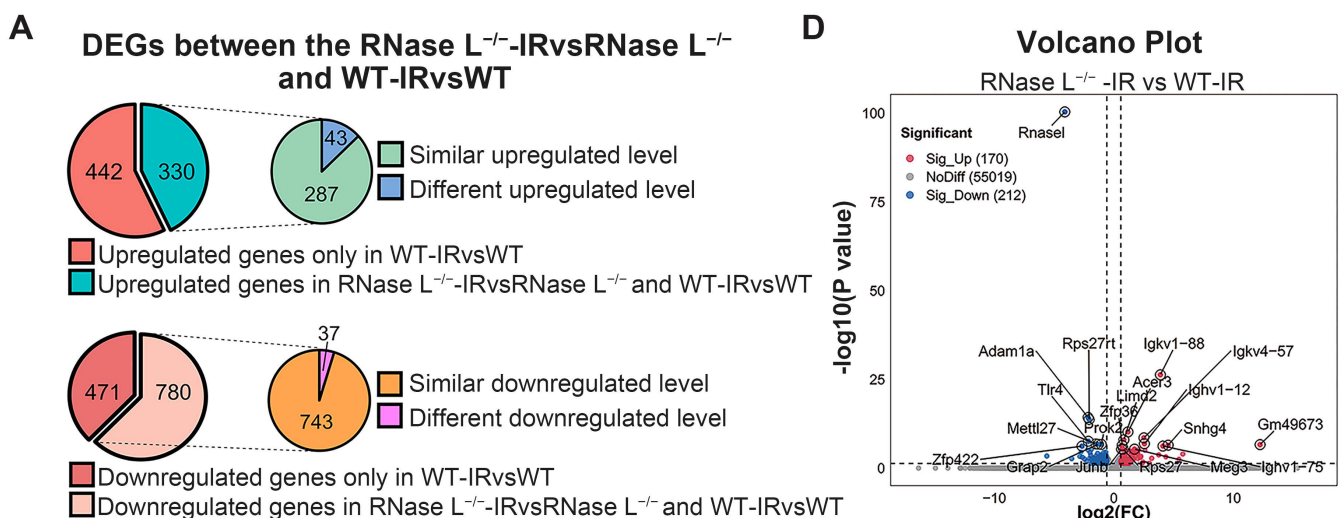 A
DEGs between the RNase L⁻/⁻-IRvsRNase L⁻/⁻
and WT-IRvsWT
442
330
43
287
Similar upregulated level
Different upregulated level
Upregulated genes only in WT-IRvsWT
Upregulated genes in RNase L⁻/⁻-IRvsRNase L⁻/⁻ and WT-IRvsWT
471
780
37
743
Similar downregulated level
Different downregulated level
Downregulated genes only in WT-IRvsWT
Downregulated genes in RNase L⁻/⁻-IRvsRNase L⁻/⁻ and WT-IRvsWT
D
Volcano Plot
RNase L⁻/⁻ -IR vs WT-IR
-log10(P value)
100
75
50
25
0
Significant
Sig_Up (170)
NoDiff (55019)
Sig_Down (212)
Rnasel
Adam1a
Rps27rt
Igkv1−88
Igkv4−57
Tlr4
Acer3
Limd2
Ighv1−12
Zfp36
Mettl27
Prok2
Snhg4
Gm49673
Zfp422
Grap2
Junb
Rps27
Meg3
Ighv1−75
−10
0
10
log2(FC)